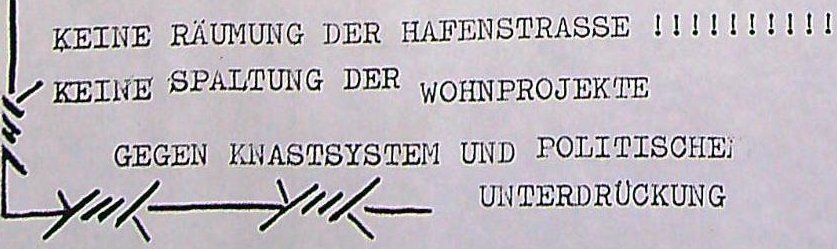 KEINE RÄUMUNG DER HAFENSTRASSE !!!!!!!!!!!
KEINE SPALTUNG DER WOHNPROJEKTE
GEGEN KNASTSYSTEM UND POLITISCHE
UNTERDRÜCKUNG